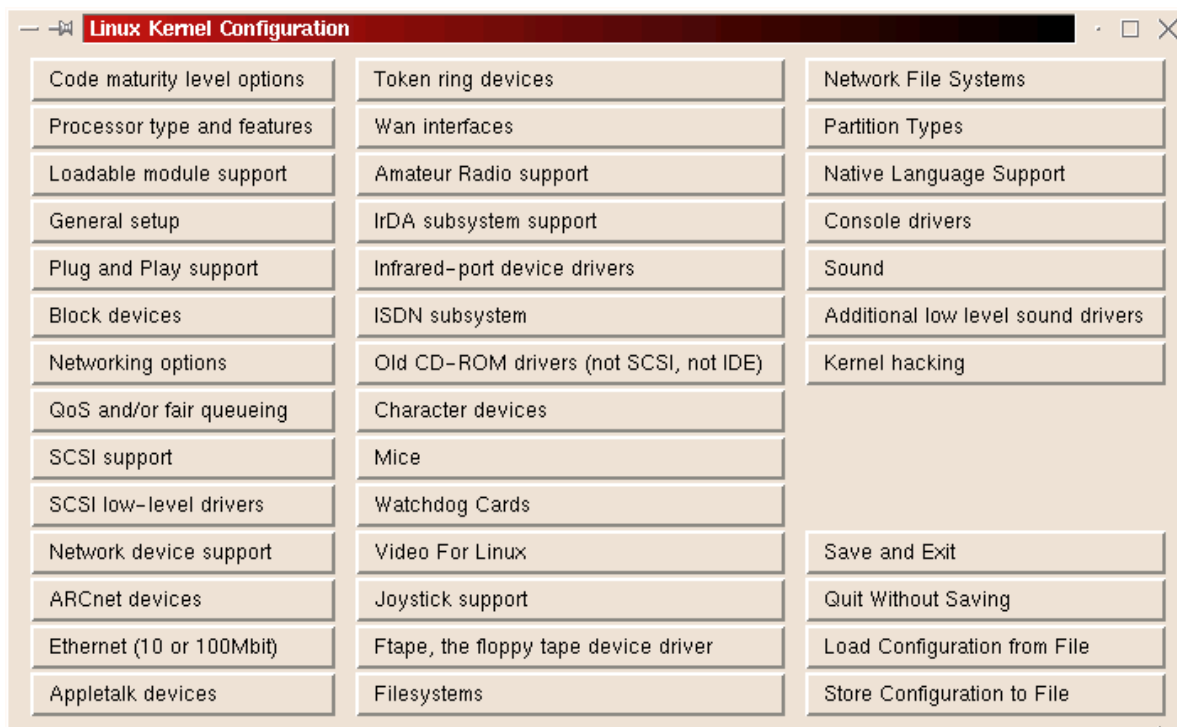 Linux Kernel Configuration
Code maturity level options
Processor type and features
Loadable module support
General setup
Plug and Play support
Block devices
Networking options
QoS and/or fair queueing
SCSI support
SCSI low-level drivers
Network device support
ARCnet devices
Ethernet (10 or 100Mbit)
Appletalk devices
Token ring devices
Wan interfaces
Amateur Radio support
IrDA subsystem support
Infrared-port device drivers
ISDN subsystem
Old CD-ROM drivers (not SCSI, not IDE)
Character devices
Mice
Watchdog Cards
Video For Linux
Joystick support
Ftape, the floppy tape device driver
Filesystems
Network File Systems
Partition Types
Native Language Support
Console drivers
Sound
Additional low level sound drivers
Kernel hacking
Save and Exit
Quit Without Saving
Load Configuration from File
Store Configuration to File